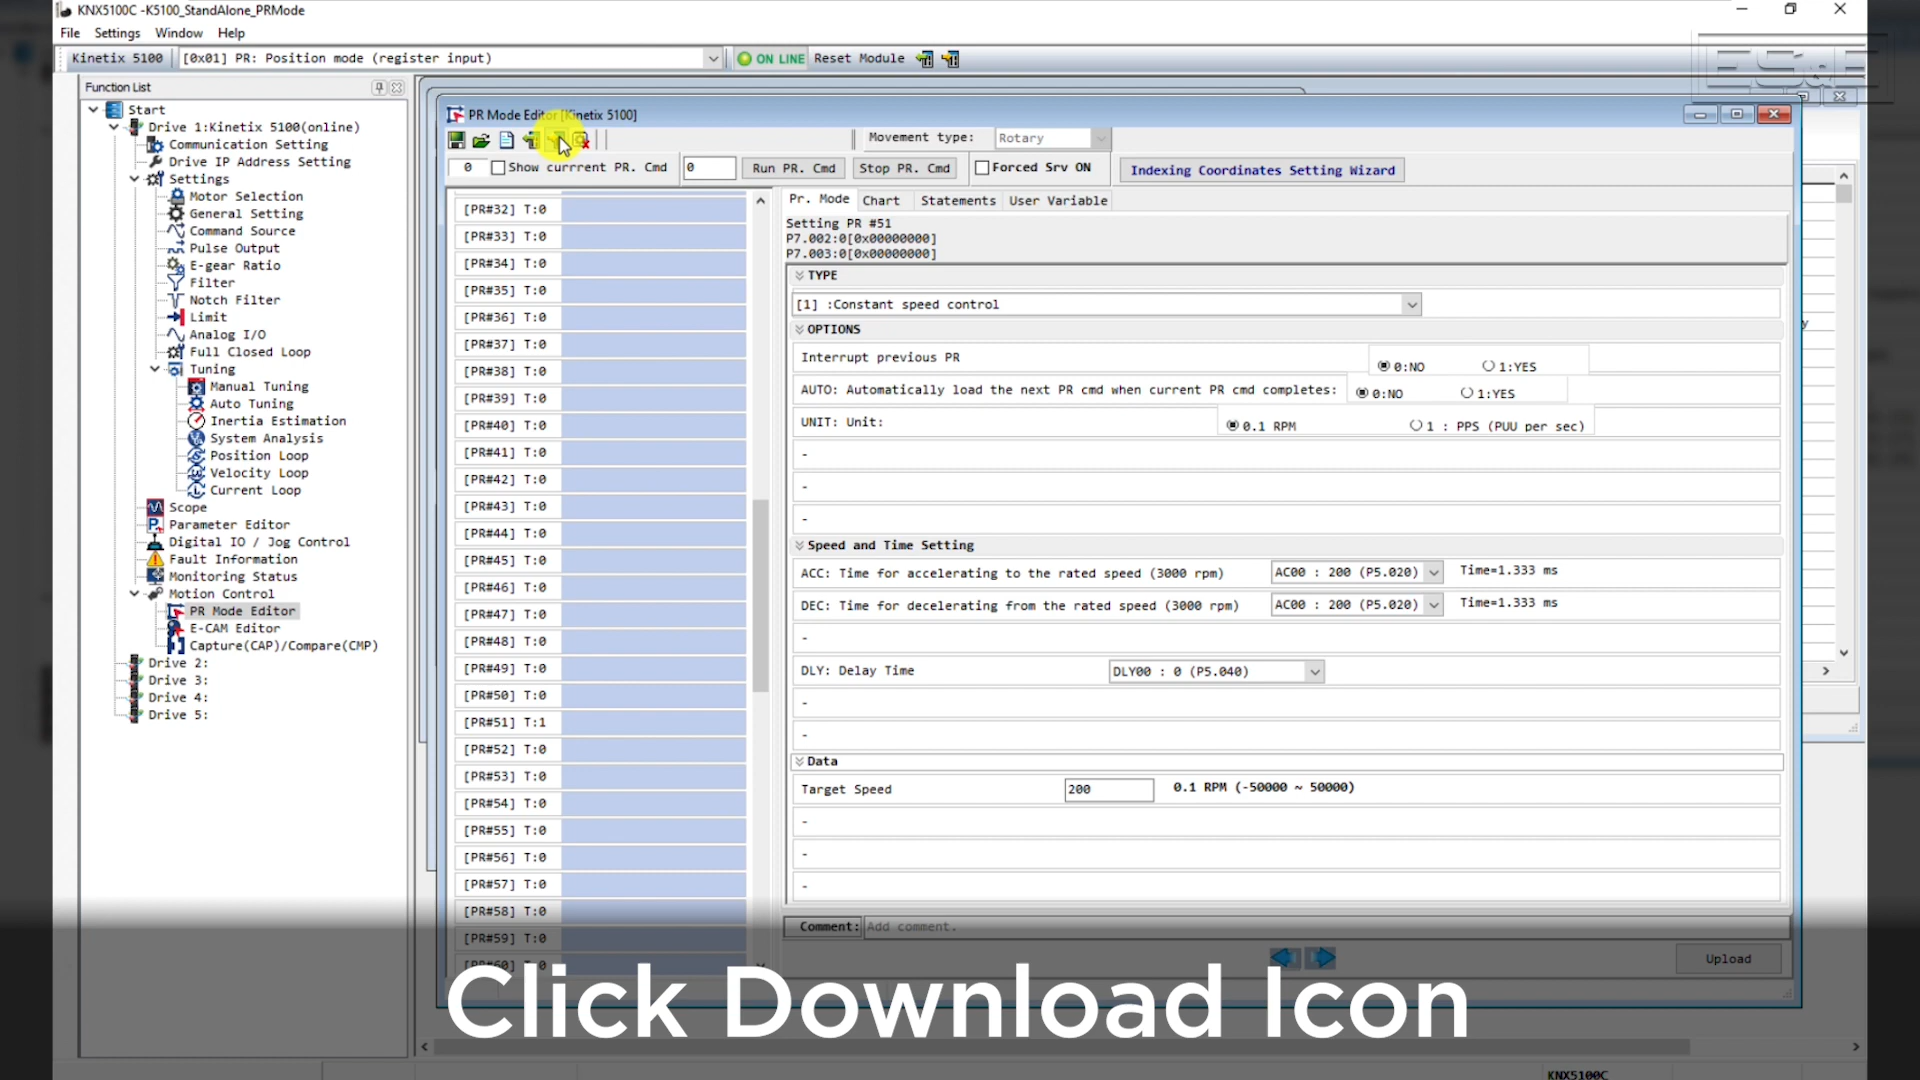 KNX5100C -K5100_StandAlone_PRMode
File Settings Window Help
Kinetix 5100 [0x01] PR: Position mode (register input) ON LINE Reset Module
Function List
Start
Drive 1:Kinetix 5100(online)
Communication Setting
Drive IP Address Setting
Settings
Motor Selection
General Setting
Command Source
Pulse Output
E-gear Ratio
Filter
Notch Filter
Limit
Analog I/O
Full Closed Loop
Tuning
Manual Tuning
Auto Tuning
Inertia Estimation
System Analysis
Position Loop
Velocity Loop
Current Loop
Scope
Parameter Editor
Digital IO / Jog Control
Fault Information
Monitoring Status
Motion Control
PR Mode Editor
E-CAM Editor
Capture(CAP)/Compare(CMP)
Drive 2:
Drive 3:
Drive 4:
Drive 5:
PR Mode Editor [Kinetix 5100]
Movement type: Rotary
0 Show currrent PR. Cmd 0 Run PR. Cmd Stop PR. Cmd Forced Srv ON Indexing Coordinates Setting Wizard
[PR#32] T:0
[PR#33] T:0
[PR#34] T:0
[PR#35] T:0
[PR#36] T:0
[PR#37] T:0
[PR#38] T:0
[PR#39] T:0
[PR#40] T:0
[PR#41] T:0
[PR#42] T:0
[PR#43] T:0
[PR#44] T:0
[PR#45] T:0
[PR#46] T:0
[PR#47] T:0
[PR#48] T:0
[PR#49] T:0
[PR#50] T:0
[PR#51] T:1
[PR#52] T:0
[PR#53] T:0
[PR#54] T:0
[PR#55] T:0
[PR#56] T:0
[PR#57] T:0
[PR#58] T:0
[PR#59] T:0
[PR#60] T:0
Pr. Mode Chart Statements User Variable
Setting PR #51
P7.002:0[0x00000000]
P7.003:0[0x00000000]
TYPE
[1] :Constant speed control
OPTIONS
Interrupt previous PR 0:NO 1:YES
AUTO: Automatically load the next PR cmd when current PR cmd completes: 0:NO 1:YES
UNIT: Unit: 0.1 RPM 1 : PPS (PUU per sec)
-
-
-
Speed and Time Setting
ACC: Time for accelerating to the rated speed (3000 rpm) AC00 : 200 (P5.020) Time=1.333 ms
DEC: Time for decelerating from the rated speed (3000 rpm) AC00 : 200 (P5.020) Time=1.333 ms
-
DLY: Delay Time DLY00 : 0 (P5.040)
-
-
Data
Target Speed 200 0.1 RPM (-50000 ~ 50000)
-
-
-
Comment: Add comment.
Upload
Click Download Icon
KNX5100C